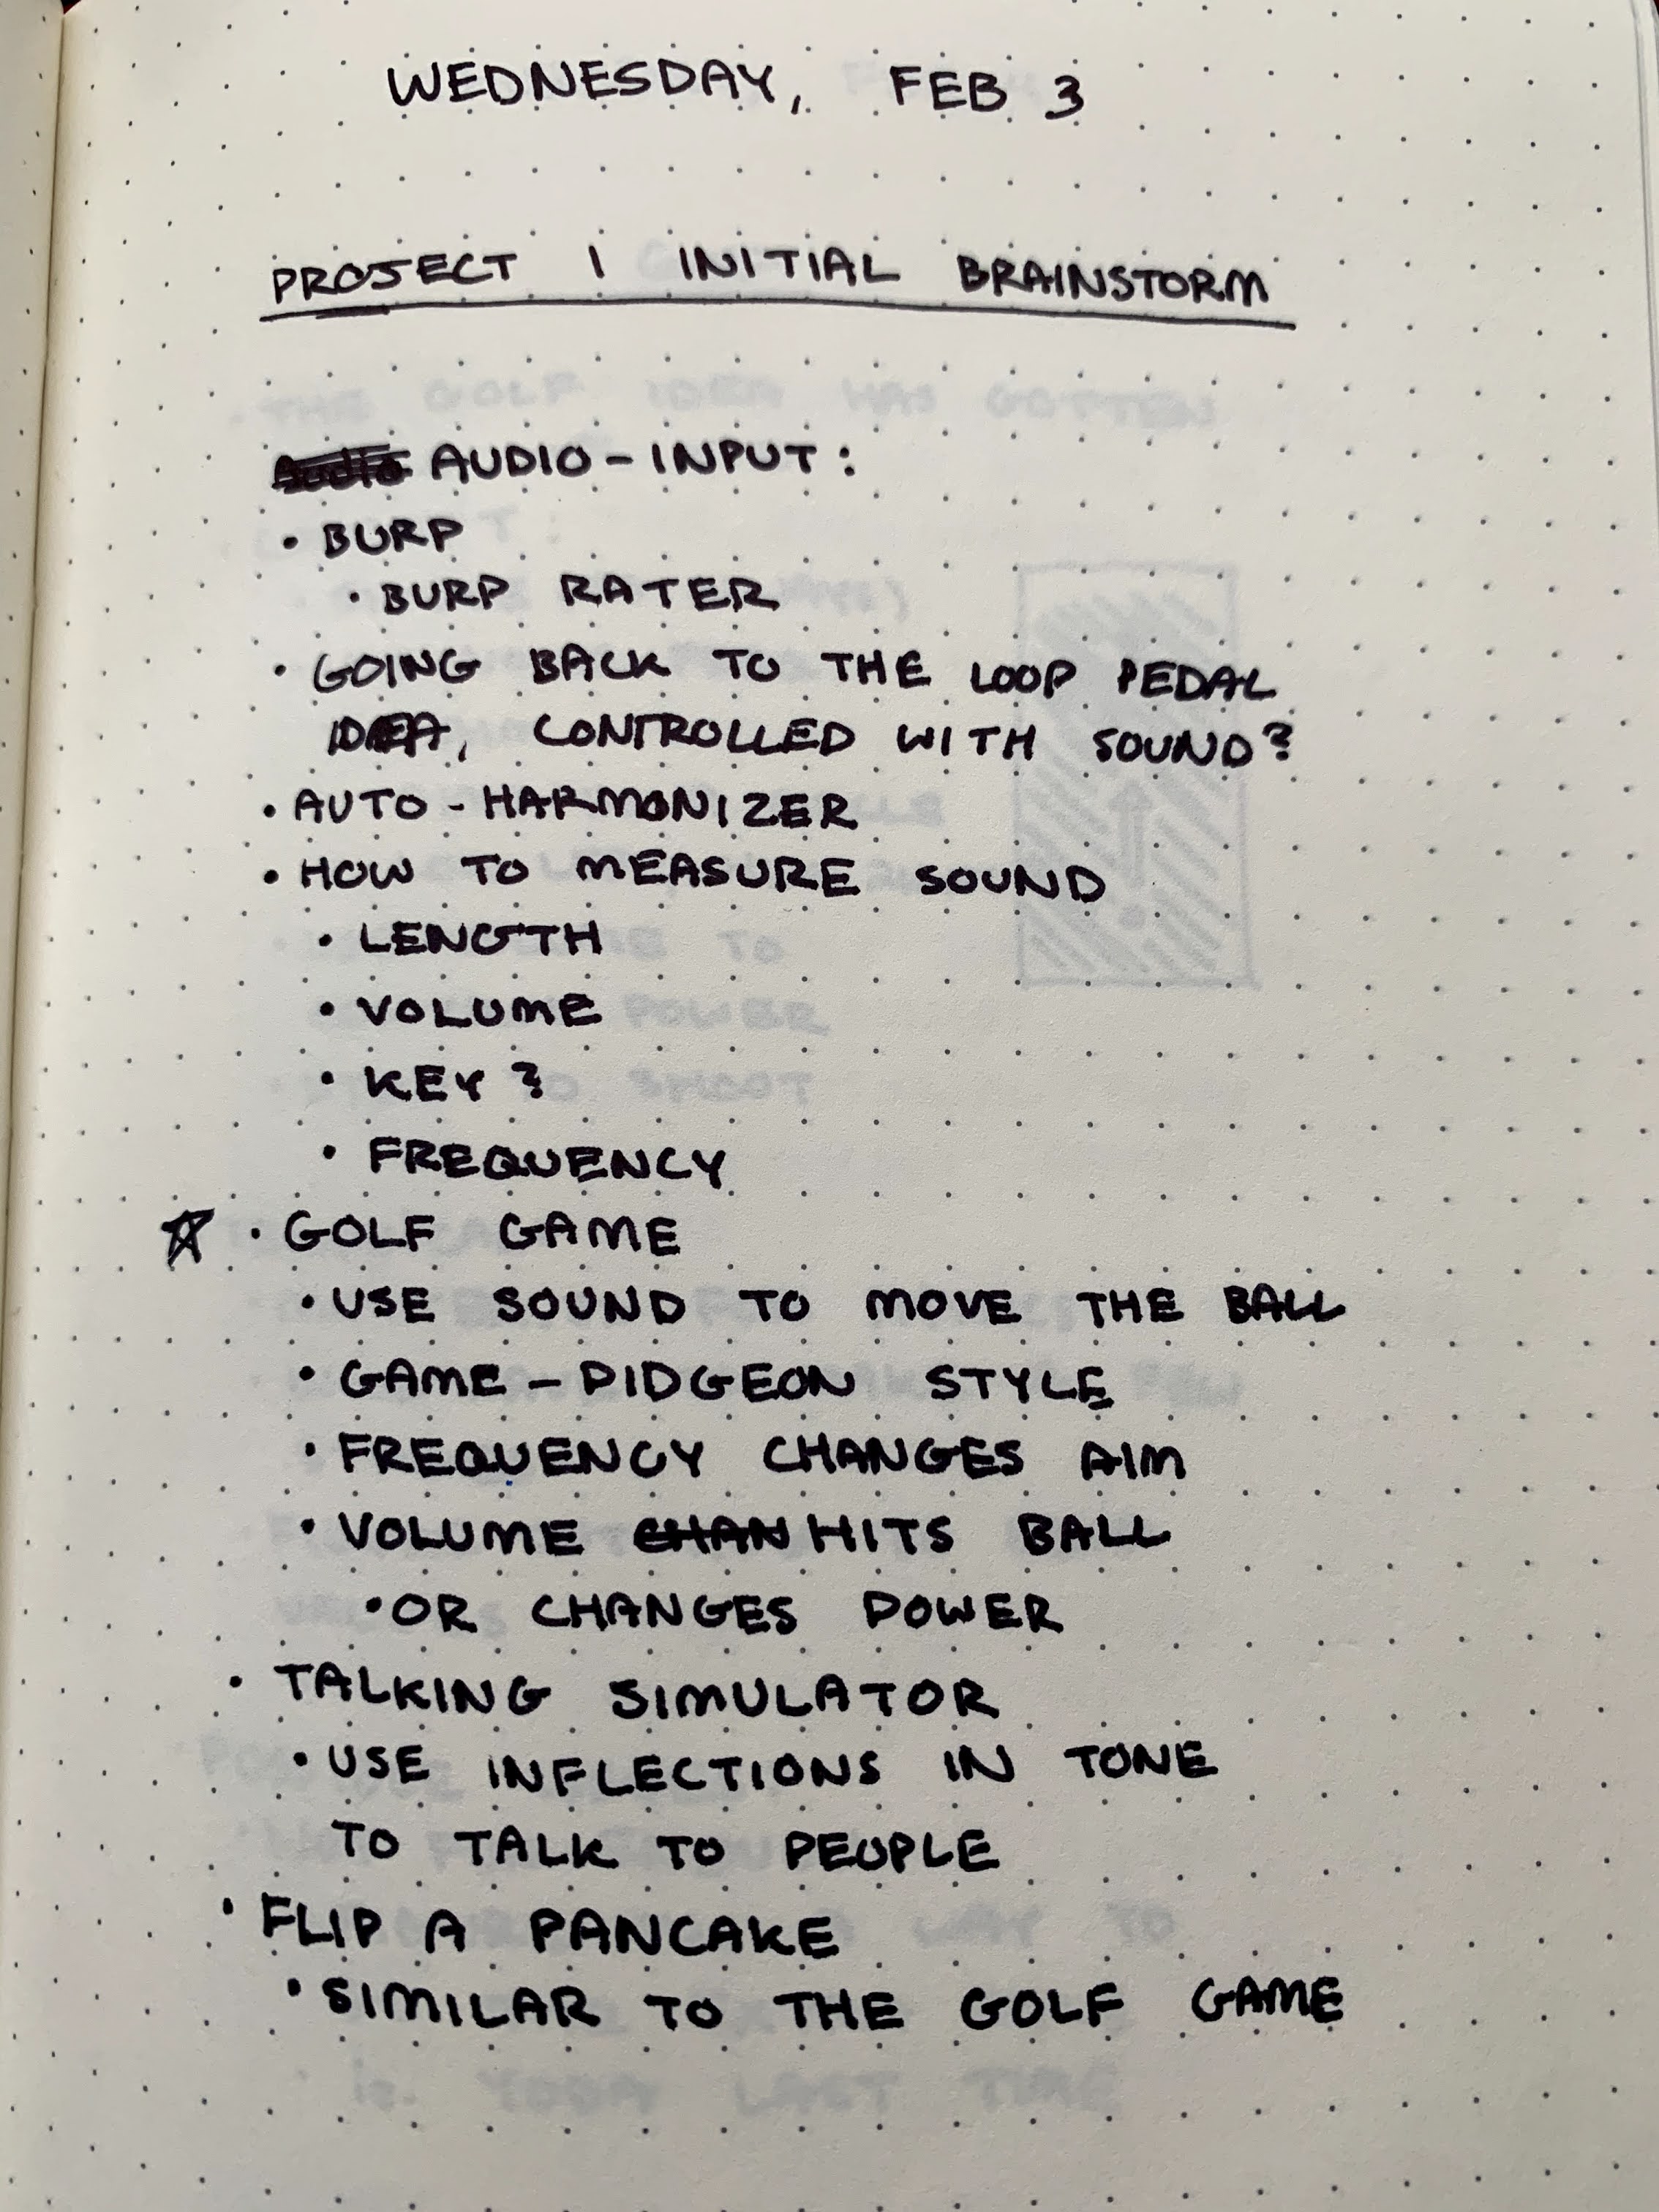 WEDNESDAY, FEB 3
PROJECT 1 INITIAL BRAINSTORM
Audio AUDIO-INPUT:
• BURP
• BURP RATER
• GOING BACK TO THE LOOP PEDAL
IDEA, CONTROLLED WITH SOUND?
• AUTO-HARMONIZER
• HOW TO MEASURE SOUND
• LENGTH
• VOLUME
• KEY?
• FREQUENCY
☆ • GOLF GAME
• USE SOUND TO MOVE THE BALL
• GAME-PIDGEON STYLE
• FREQUENCY CHANGES AIM
• VOLUME CHAN HITS BALL
• OR CHANGES POWER
• TALKING SIMULATOR
• USE INFLECTIONS IN TONE
TO TALK TO PEOPLE
• FLIP A PANCAKE
• SIMILAR TO THE GOLF GAME